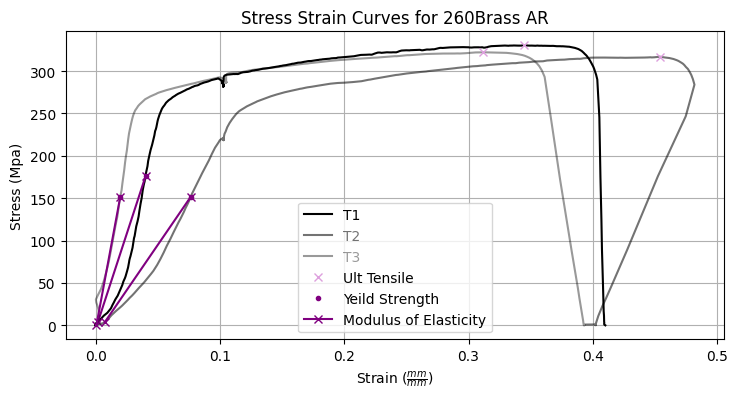 Stress Strain Curves for 260Brass AR
Stress (Mpa)
300
250
200
150
100
50
0
T1
T2
T3
Ult Tensile
Yeild Strength
Modulus of Elasticity
0.0 0.1 0.2 0.3 0.4 0.5
Strain (mm/mm)